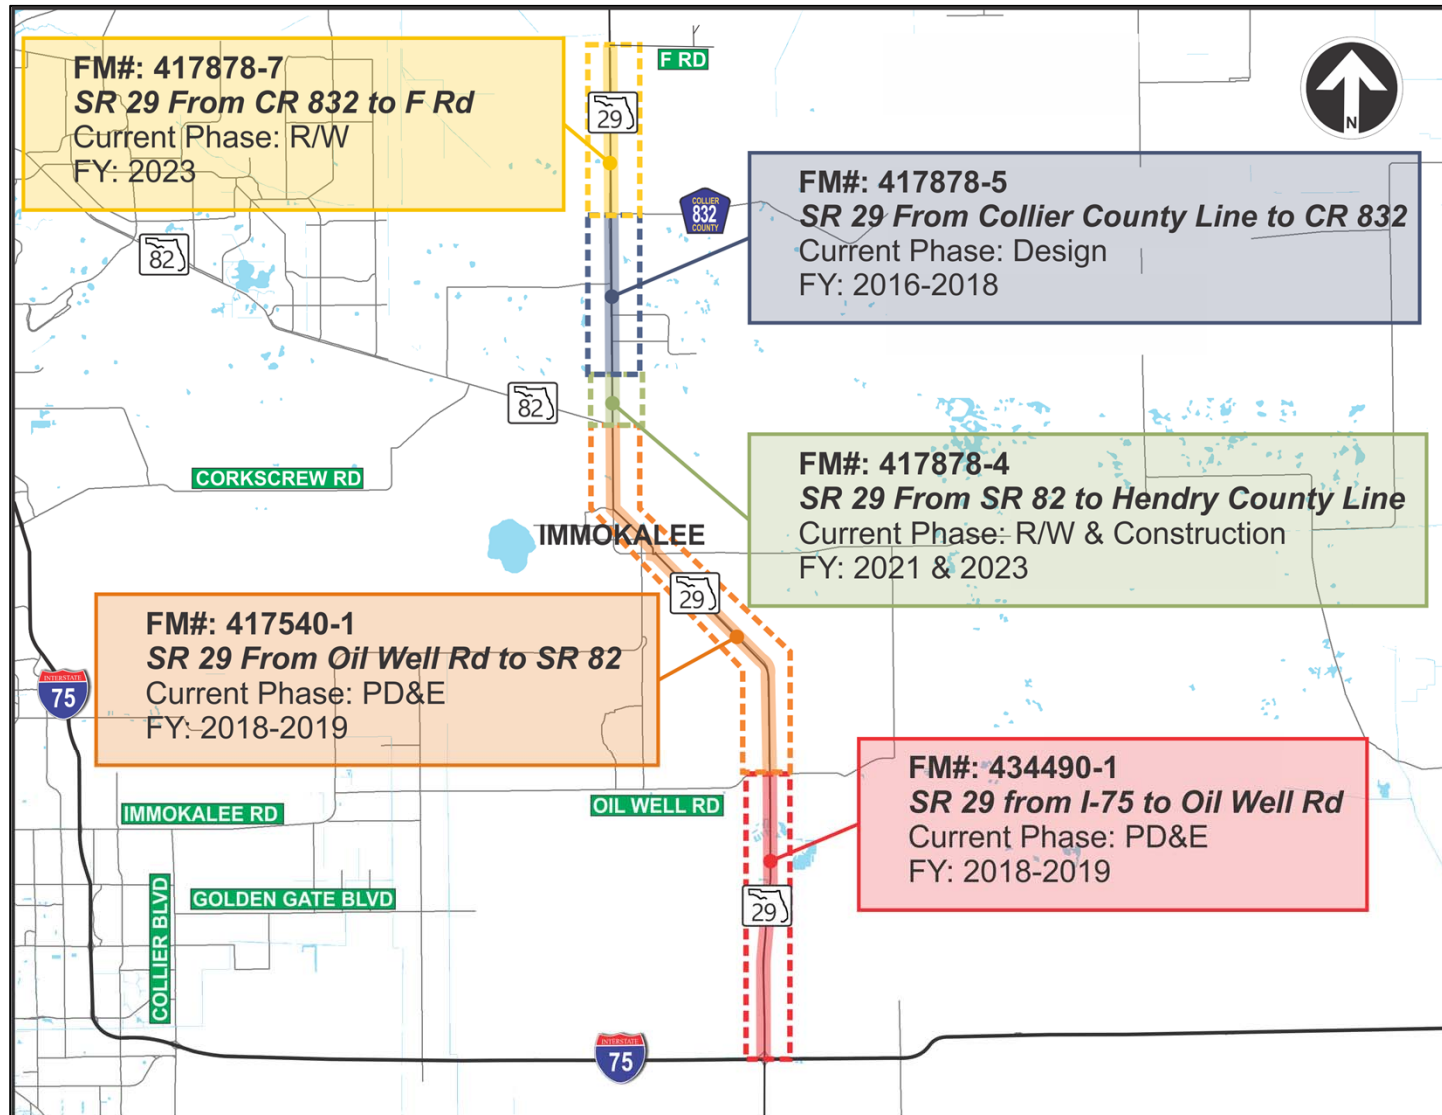 FM#: 417878-7
SR 29 From CR 832 to F Rd
Current Phase: R/W
FY: 2023
F RD
29
N
COLLIER
832
COUNTY
FM#: 417878-5
SR 29 From Collier County Line to CR 832
Current Phase: Design
FY: 2016-2018
82
82
CORKSCREW RD
FM#: 417878-4
SR 29 From SR 82 to Hendry County Line
Current Phase: R/W & Construction
FY: 2021 & 2023
IMMOKALEE
29
FM#: 417540-1
SR 29 From Oil Well Rd to SR 82
Current Phase: PD&E
FY: 2018-2019
INTERSTATE
75
FM#: 434490-1
SR 29 from I-75 to Oil Well Rd
Current Phase: PD&E
FY: 2018-2019
IMMOKALEE RD
OIL WELL RD
GOLDEN GATE BLVD
COLLIER BLVD
29
INTERSTATE
75